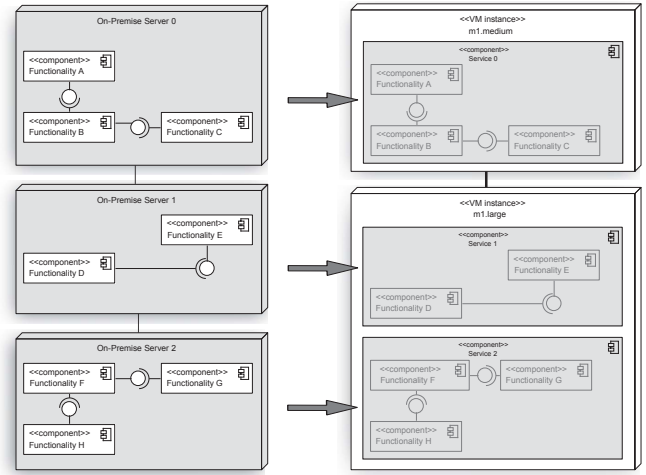 On-Premise Server 0
<<component>>
Functionality A
<<component>>
Functionality B
<<component>>
Functionality C
On-Premise Server 1
<<component>>
Functionality E
<<component>>
Functionality D
On-Premise Server 2
<<component>>
Functionality F
<<component>>
Functionality G
<<component>>
Functionality H
<<VM instance>>
m1.medium
<<component>>
Service 0
<<component>>
Functionality A
<<component>>
Functionality B
<<component>>
Functionality C
<<VM instance>>
m1.large
<<component>>
Service 1
<<component>>
Functionality E
<<component>>
Functionality D
<<component>>
Service 2
<<component>>
Functionality F
<<component>>
Functionality G
<<component>>
Functionality H